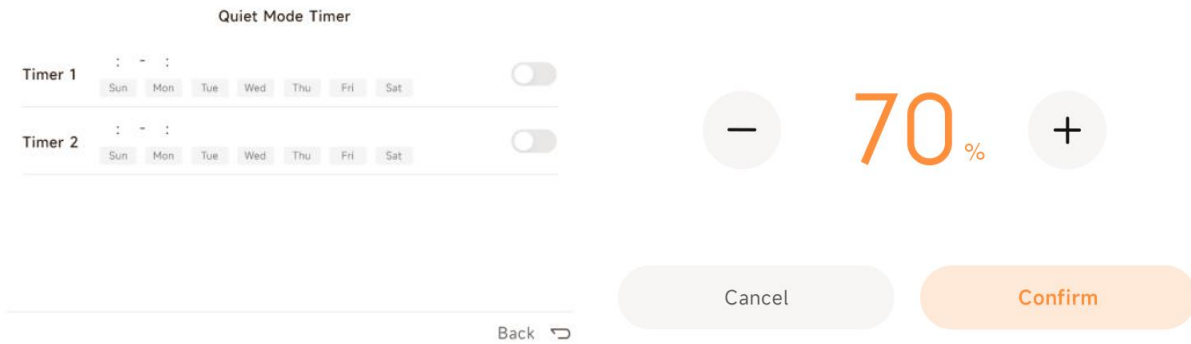 Quiet Mode Timer
Timer 1
: - :
Sun Mon Tue Wed Thu Fri Sat
Timer 2
: - :
Sun Mon Tue Wed Thu Fri Sat
Back
70 %
Cancel Confirm